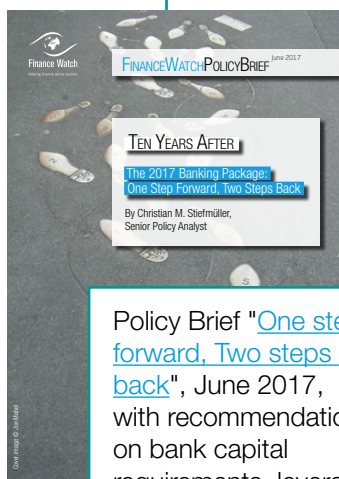 Finance Watch
Making finance serve society
FINANCEWATCHPOLICYBRIEF June 2017
TEN YEARS AFTER
The 2017 Banking Package:
One Step Forward, Two Steps Back
By Christian M. Stiefmüller,
Senior Policy Analyst
S
Cover image © Joe Mabel
Policy Brief "One ste
forward, Two steps
back", June 2017,
with recommendatio
on bank capital